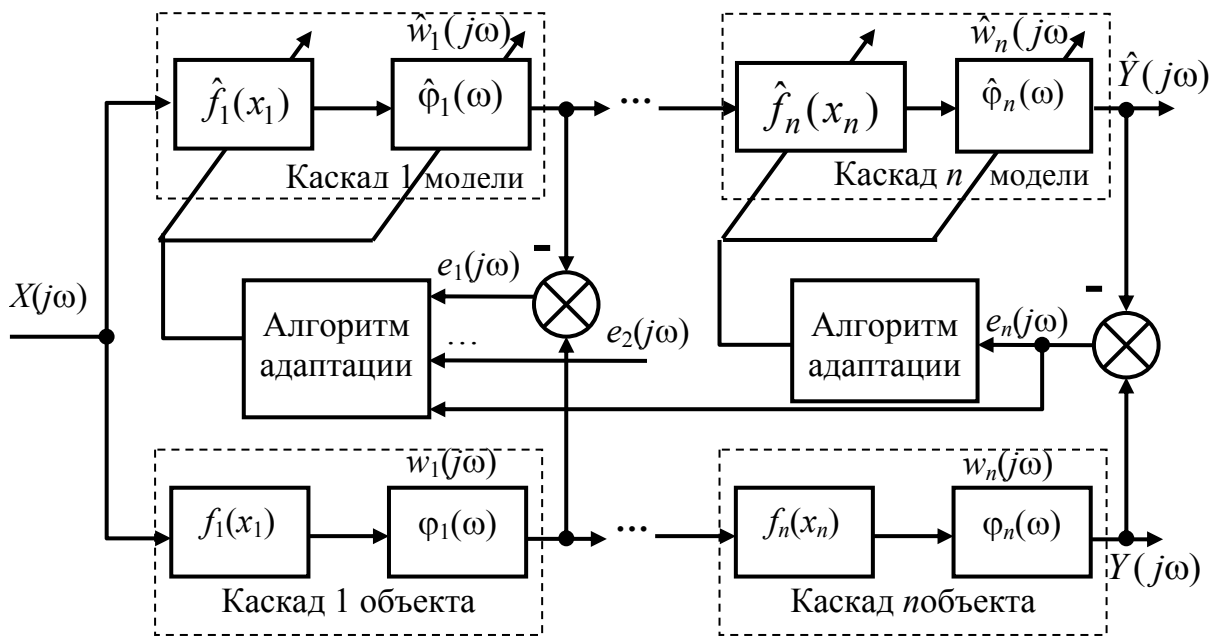 ŵ₁(jω)
ŵₙ(jω
f̂₁(x₁)
φ̂₁(ω)
...
f̂ₙ(xₙ)
φ̂ₙ(ω)
Ŷ(jω)
Каскад 1 модели
Каскад n модели
-
-
X(jω)
e₁(jω)
Алгоритм
адаптации
...
e₂(jω)
Алгоритм
адаптации
eₙ(jω)
w₁(jω)
wₙ(jω)
f₁(x₁)
φ₁(ω)
...
fₙ(xₙ)
φₙ(ω)
Y(jω)
Каскад 1 объекта
Каскад nобъекта